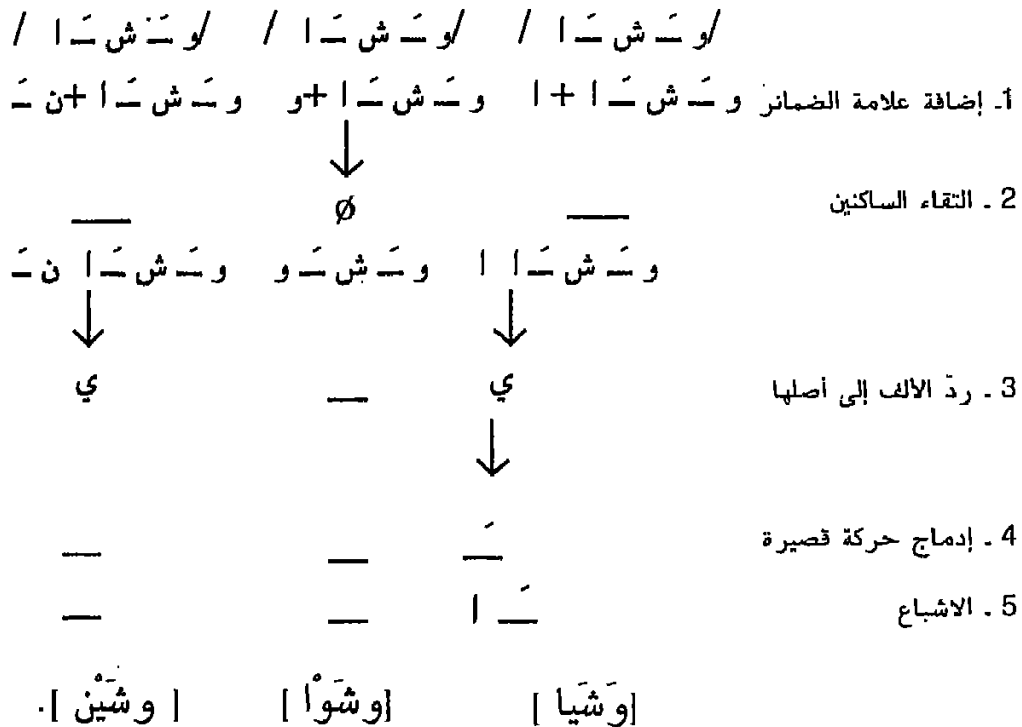 /و ـَ ش ـَ ا / /و ـَ ش ـَ ا / /و ـَ ش ـَ ا /
1ـ إضافة علامة الضمائر و ـَ ش ـَ ا + ا و ـَ ش ـَ ا + و و ـَ ش ـَ ا + ن ـَ
2 ـ التقاء الساكنين — ø —
و ـَ ش ـَ ا ا و ـَ ش ـَ و و ـَ ش ـَ ا ن ـَ
3 ـ ردّ الألف إلى أصلها ي — ي
4 ـ إدماج حركة قصيرة ـَ — —
5 ـ الاشباع ـَ ا — —
[وَشَيا ] [وشَوْا ] [ وشَيْن ].